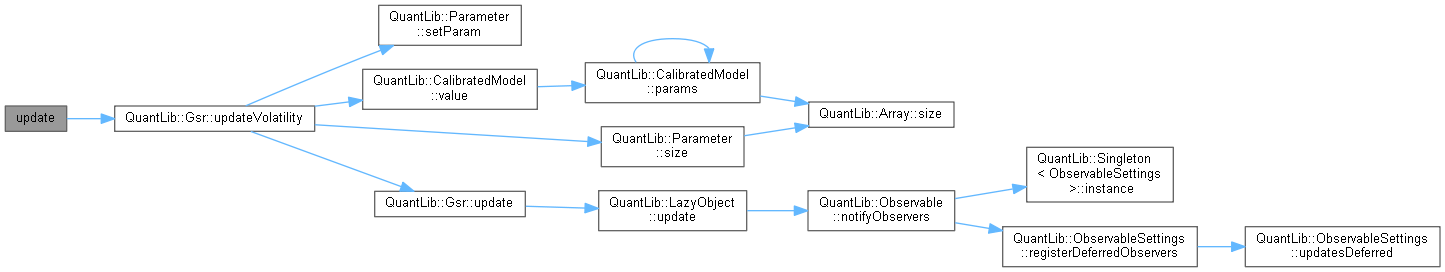 update
QuantLib::Gsr::updateVolatility
QuantLib::Parameter
::setParam
QuantLib::CalibratedModel
::value
QuantLib::CalibratedModel
::params
QuantLib::Array::size
QuantLib::Parameter
::size
QuantLib::Gsr::update
QuantLib::LazyObject
::update
QuantLib::Observable
::notifyObservers
QuantLib::Singleton
< ObservableSettings
>::instance
QuantLib::ObservableSettings
::registerDeferredObservers
QuantLib::ObservableSettings
::updatesDeferred